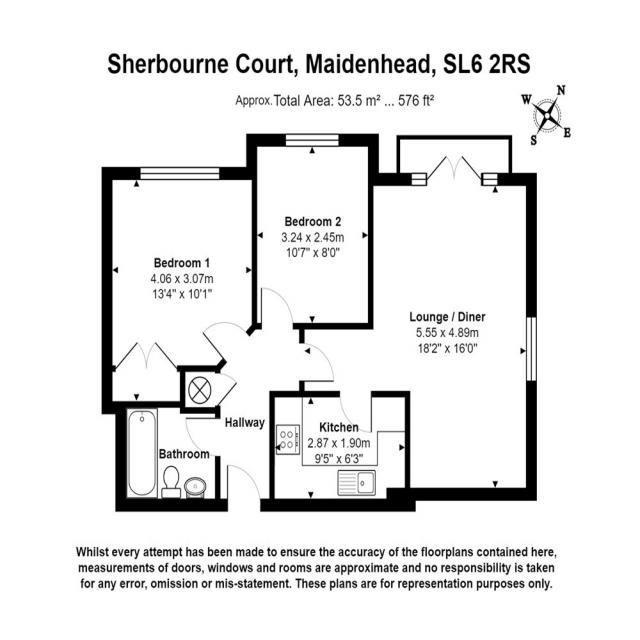 Sherbourne Court, Maidenhead, SL6 2RS
Approx.Total Area: 53.5 m² ... 576 ft²
N
W
E
S
Bedroom 2
3.24 x 2.45m
10'7" x 8'0"
Bedroom 1
4.06 x 3.07m
13'4" x 10'1"
Lounge / Diner
5.55 x 4.89m
18'2" x 16'0"
Hallway
Kitchen
2.87 x 1.90m
9'5" x 6'3"
Bathroom
Whilst every attempt has been made to ensure the accuracy of the floorplans contained here,
measurements of doors, windows and rooms are approximate and no responsibility is taken
for any error, omission or mis-statement. These plans are for representation purposes only.